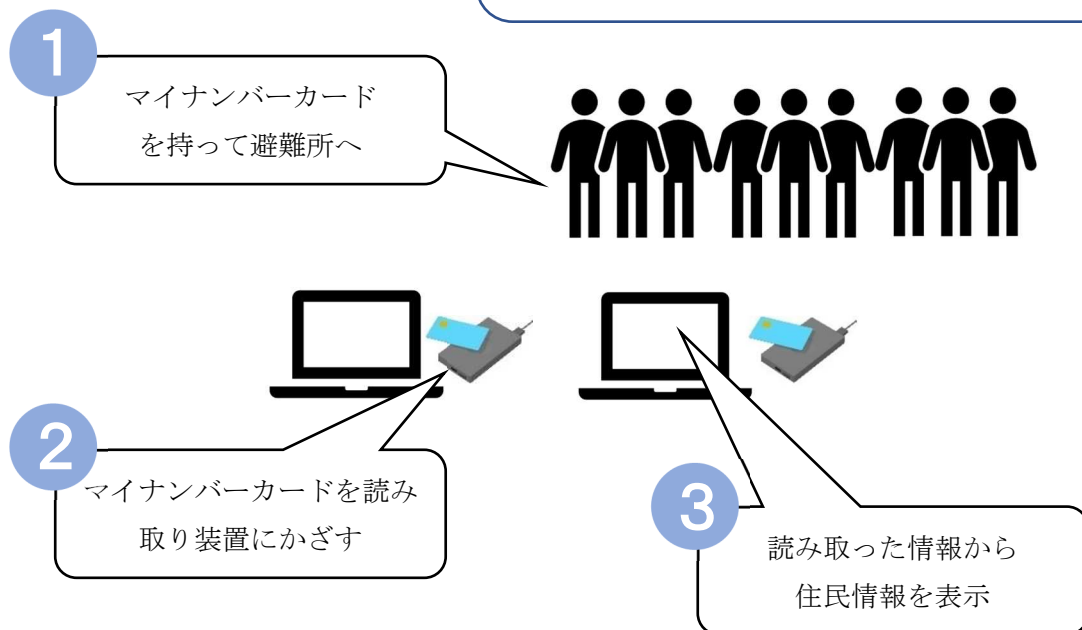 1
マイナンバーカード
を持って避難所へ
2
マイナンバーカードを読み
取り装置にかざす
3
読み取った情報から
住民情報を表示